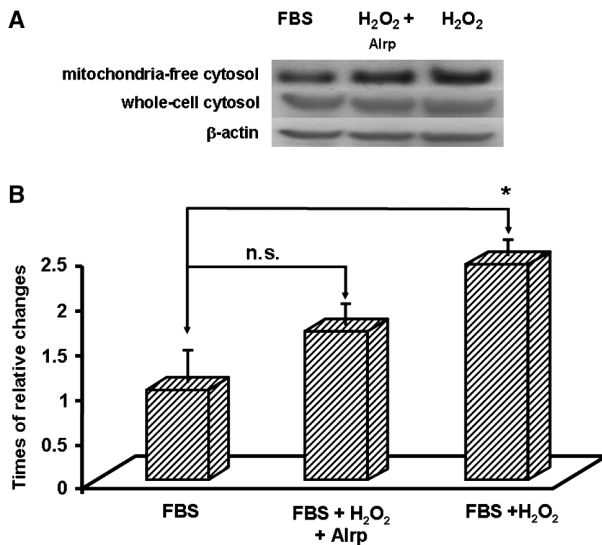 A
FBS H₂O₂ + H₂O₂
Alrp
mitochondria-free cytosol
whole-cell cytosol
β-actin
B
*
n.s.
Times of relative changes
2.5
2
1.5
1
0.5
0
FBS FBS + H₂O₂ FBS +H₂O₂
+ Alrp